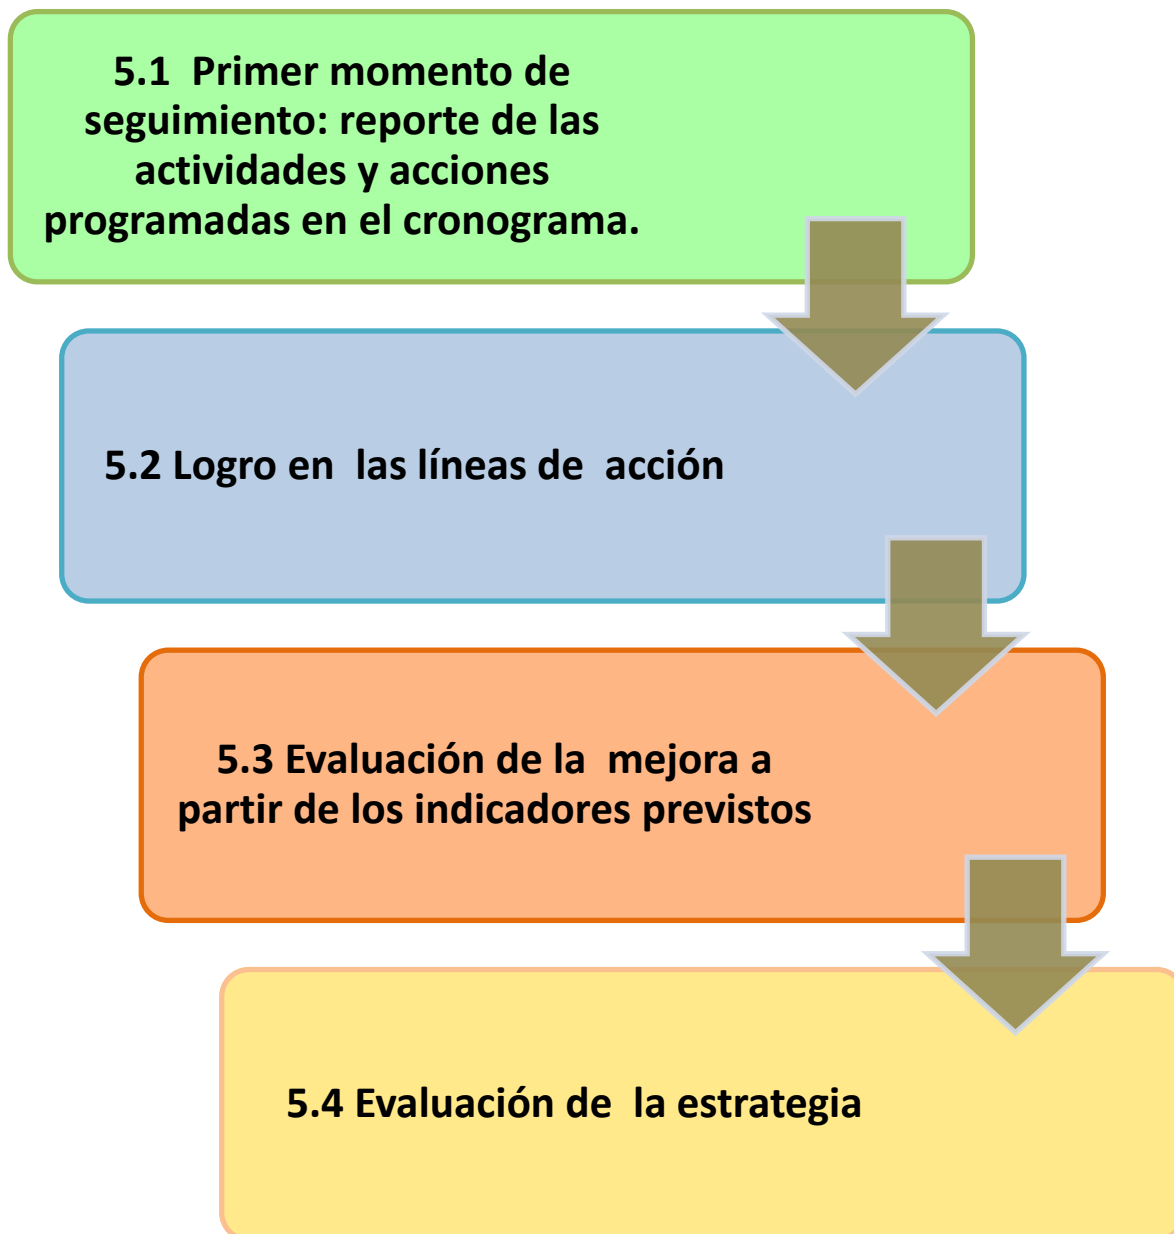 5.1 Primer momento de
seguimiento: reporte de las
actividades y acciones
programadas en el cronograma.
5.2 Logro en las líneas de acción
5.3 Evaluación de la mejora a
partir de los indicadores previstos
5.4 Evaluación de la estrategia